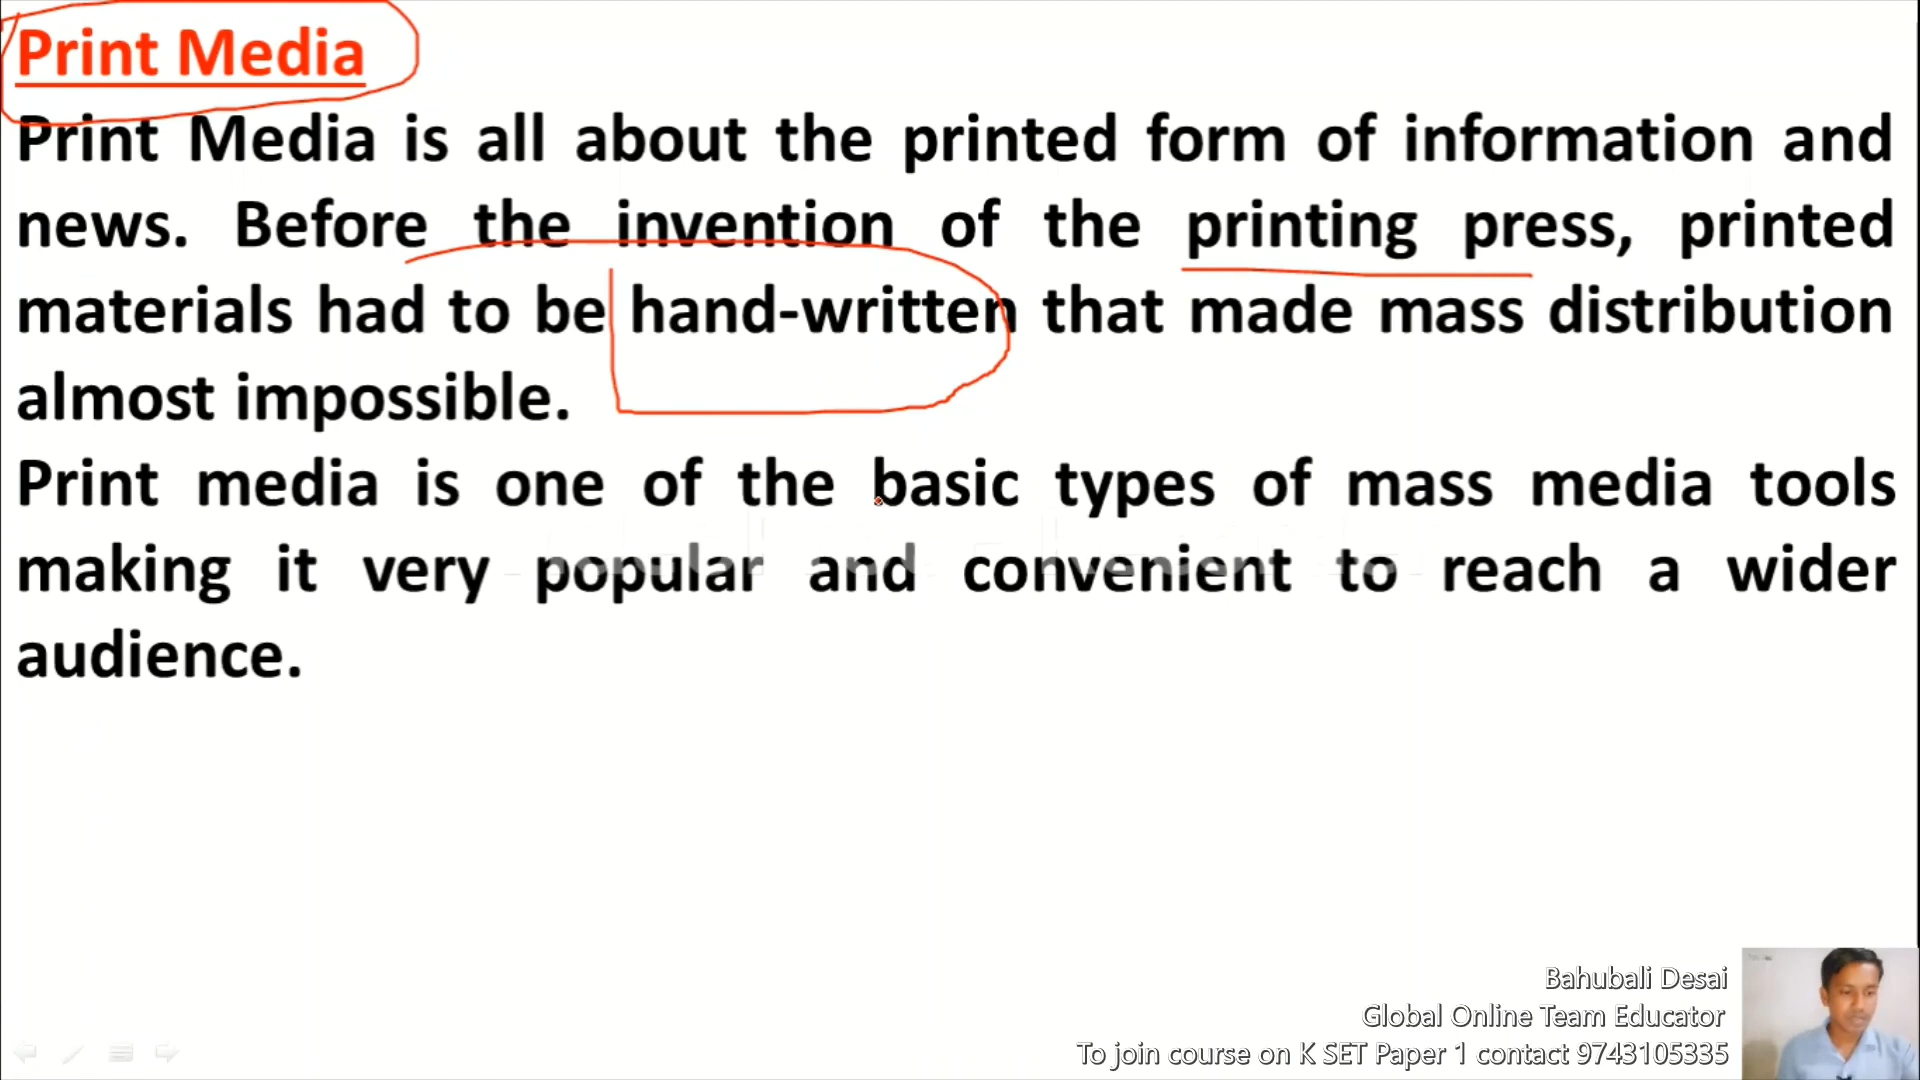 Print Media
Print Media is all about the printed form of information and
news. Before the invention of the printing press, printed
materials had to be hand-written that made mass distribution
almost impossible.
Print media is one of the basic types of mass media tools
making it very popular and convenient to reach a wider
audience.
Bahubali Desai
Global Online Team Educator
To join course on K SET Paper 1 contact 9743105335